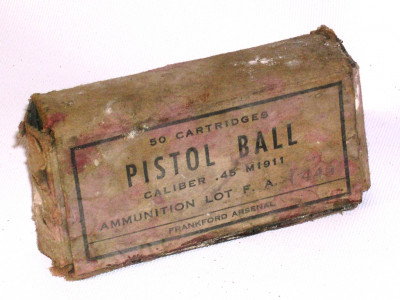 50 CARTRIDGES
PISTOL BALL
CALIBER .45 M1911
AMMUNITION LOT F. A.
FRANKFORD ARSENAL